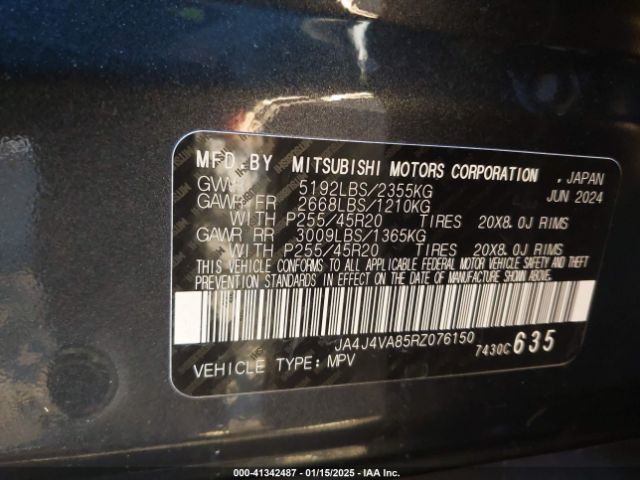 MFD.BY MITSUBISHI MOTORS CORPORATION . JAPAN
GWVR 5192LBS/2355KG JUN 2024
GAWR FR 2668LBS/1210KG
WITH P255/45R20 TIRES 20X8.0J RIMS
GAWR RR 3009LBS/1365KG
WITH P255/45R20 TIRES 20X8.0J RIMS
THIS VEHICLE CONFORMS TO ALL APPLICABLE FEDERAL MOTOR VEHICLE SAFETY AND THEFT
PREVENTION STANDARDS IN EFFECT ON THE DATE OF MANUFACTURE SHOWN ABOVE.
JA4J4VA85RZ076150
7430C 635
VEHICLE TYPE: MPV
000-41342487 - 01/15/2025 - IAA Inc.